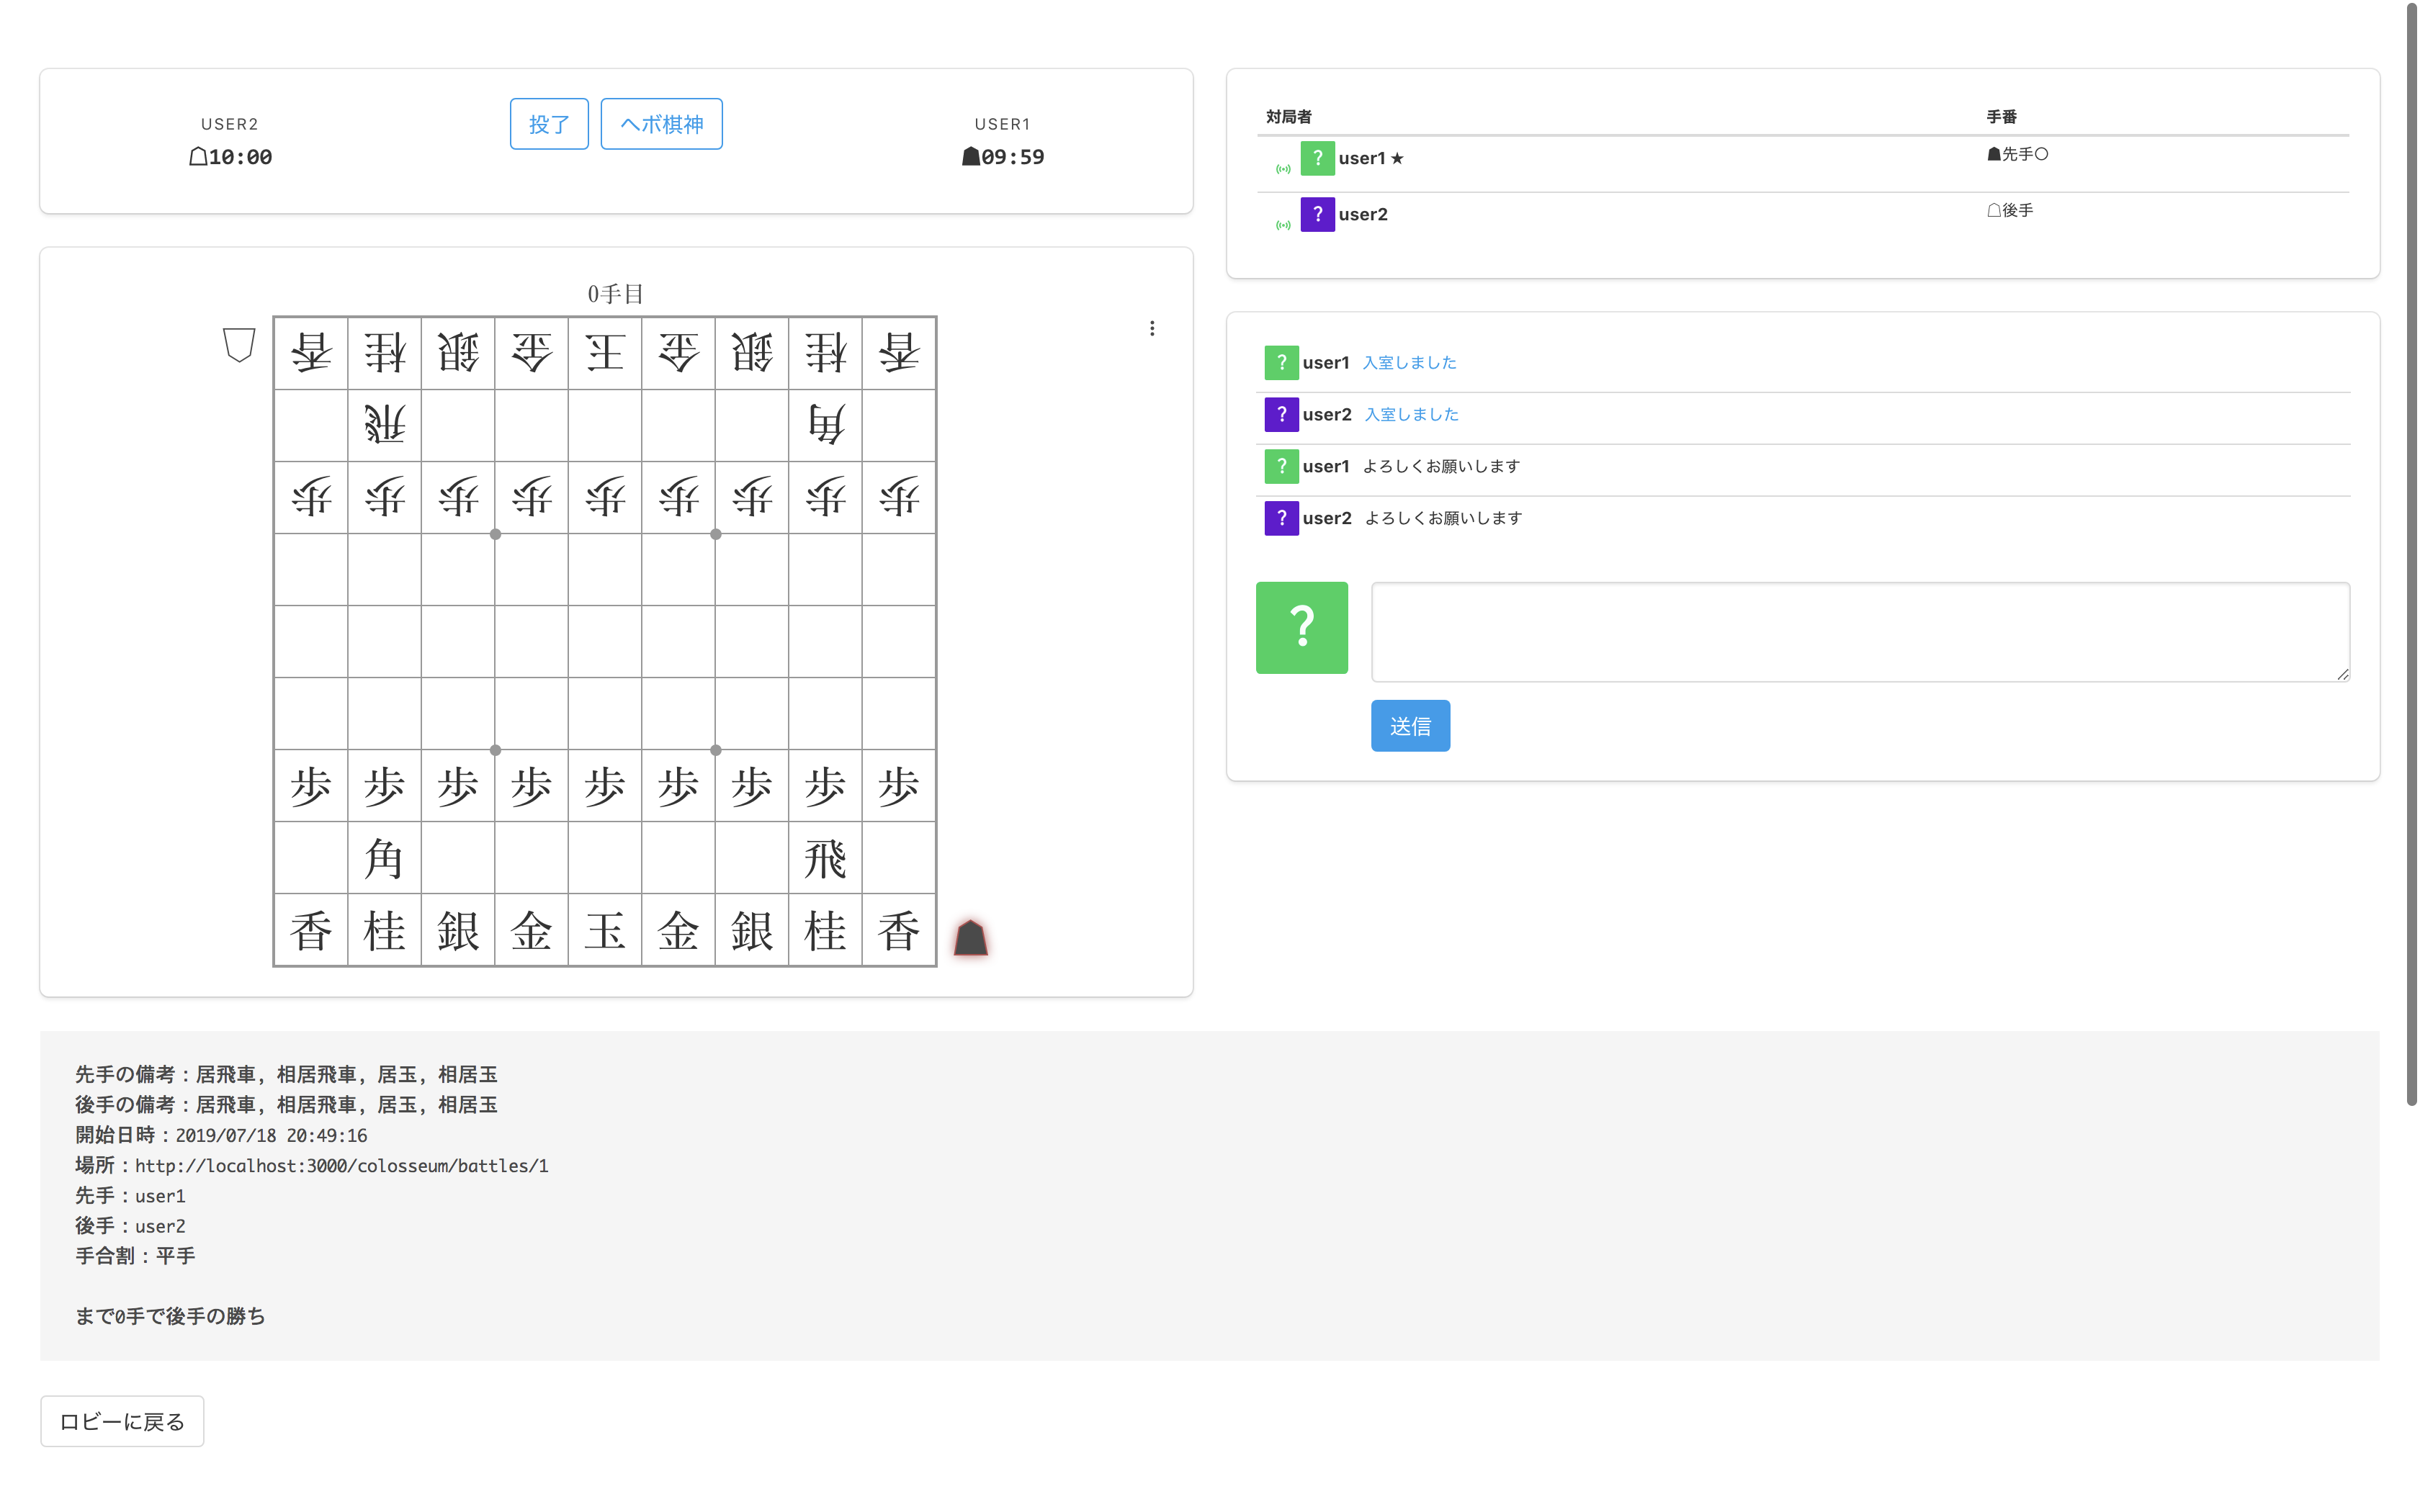 USER2
☖10:00
投了
ヘボ棋神
USER1
☗09:59
0手目
香桂銀金王金銀桂香
飛角
歩歩歩歩歩歩歩歩歩
歩歩歩歩歩歩歩歩歩
角飛
香桂銀金玉金銀桂香
対局者 手番
? user1 ★ ☗先手〇
? user2 ☖後手
? user1 入室しました
? user2 入室しました
? user1 よろしくお願いします
? user2 よろしくお願いします
?
送信
先手の備考：居飛車, 相居飛車, 居玉, 相居玉
後手の備考：居飛車, 相居飛車, 居玉, 相居玉
開始日時：2019/07/18 20:49:16
場所：http://localhost:3000/colosseum/battles/1
先手：user1
後手：user2
手合割：平手
まで0手で後手の勝ち
ロビーに戻る